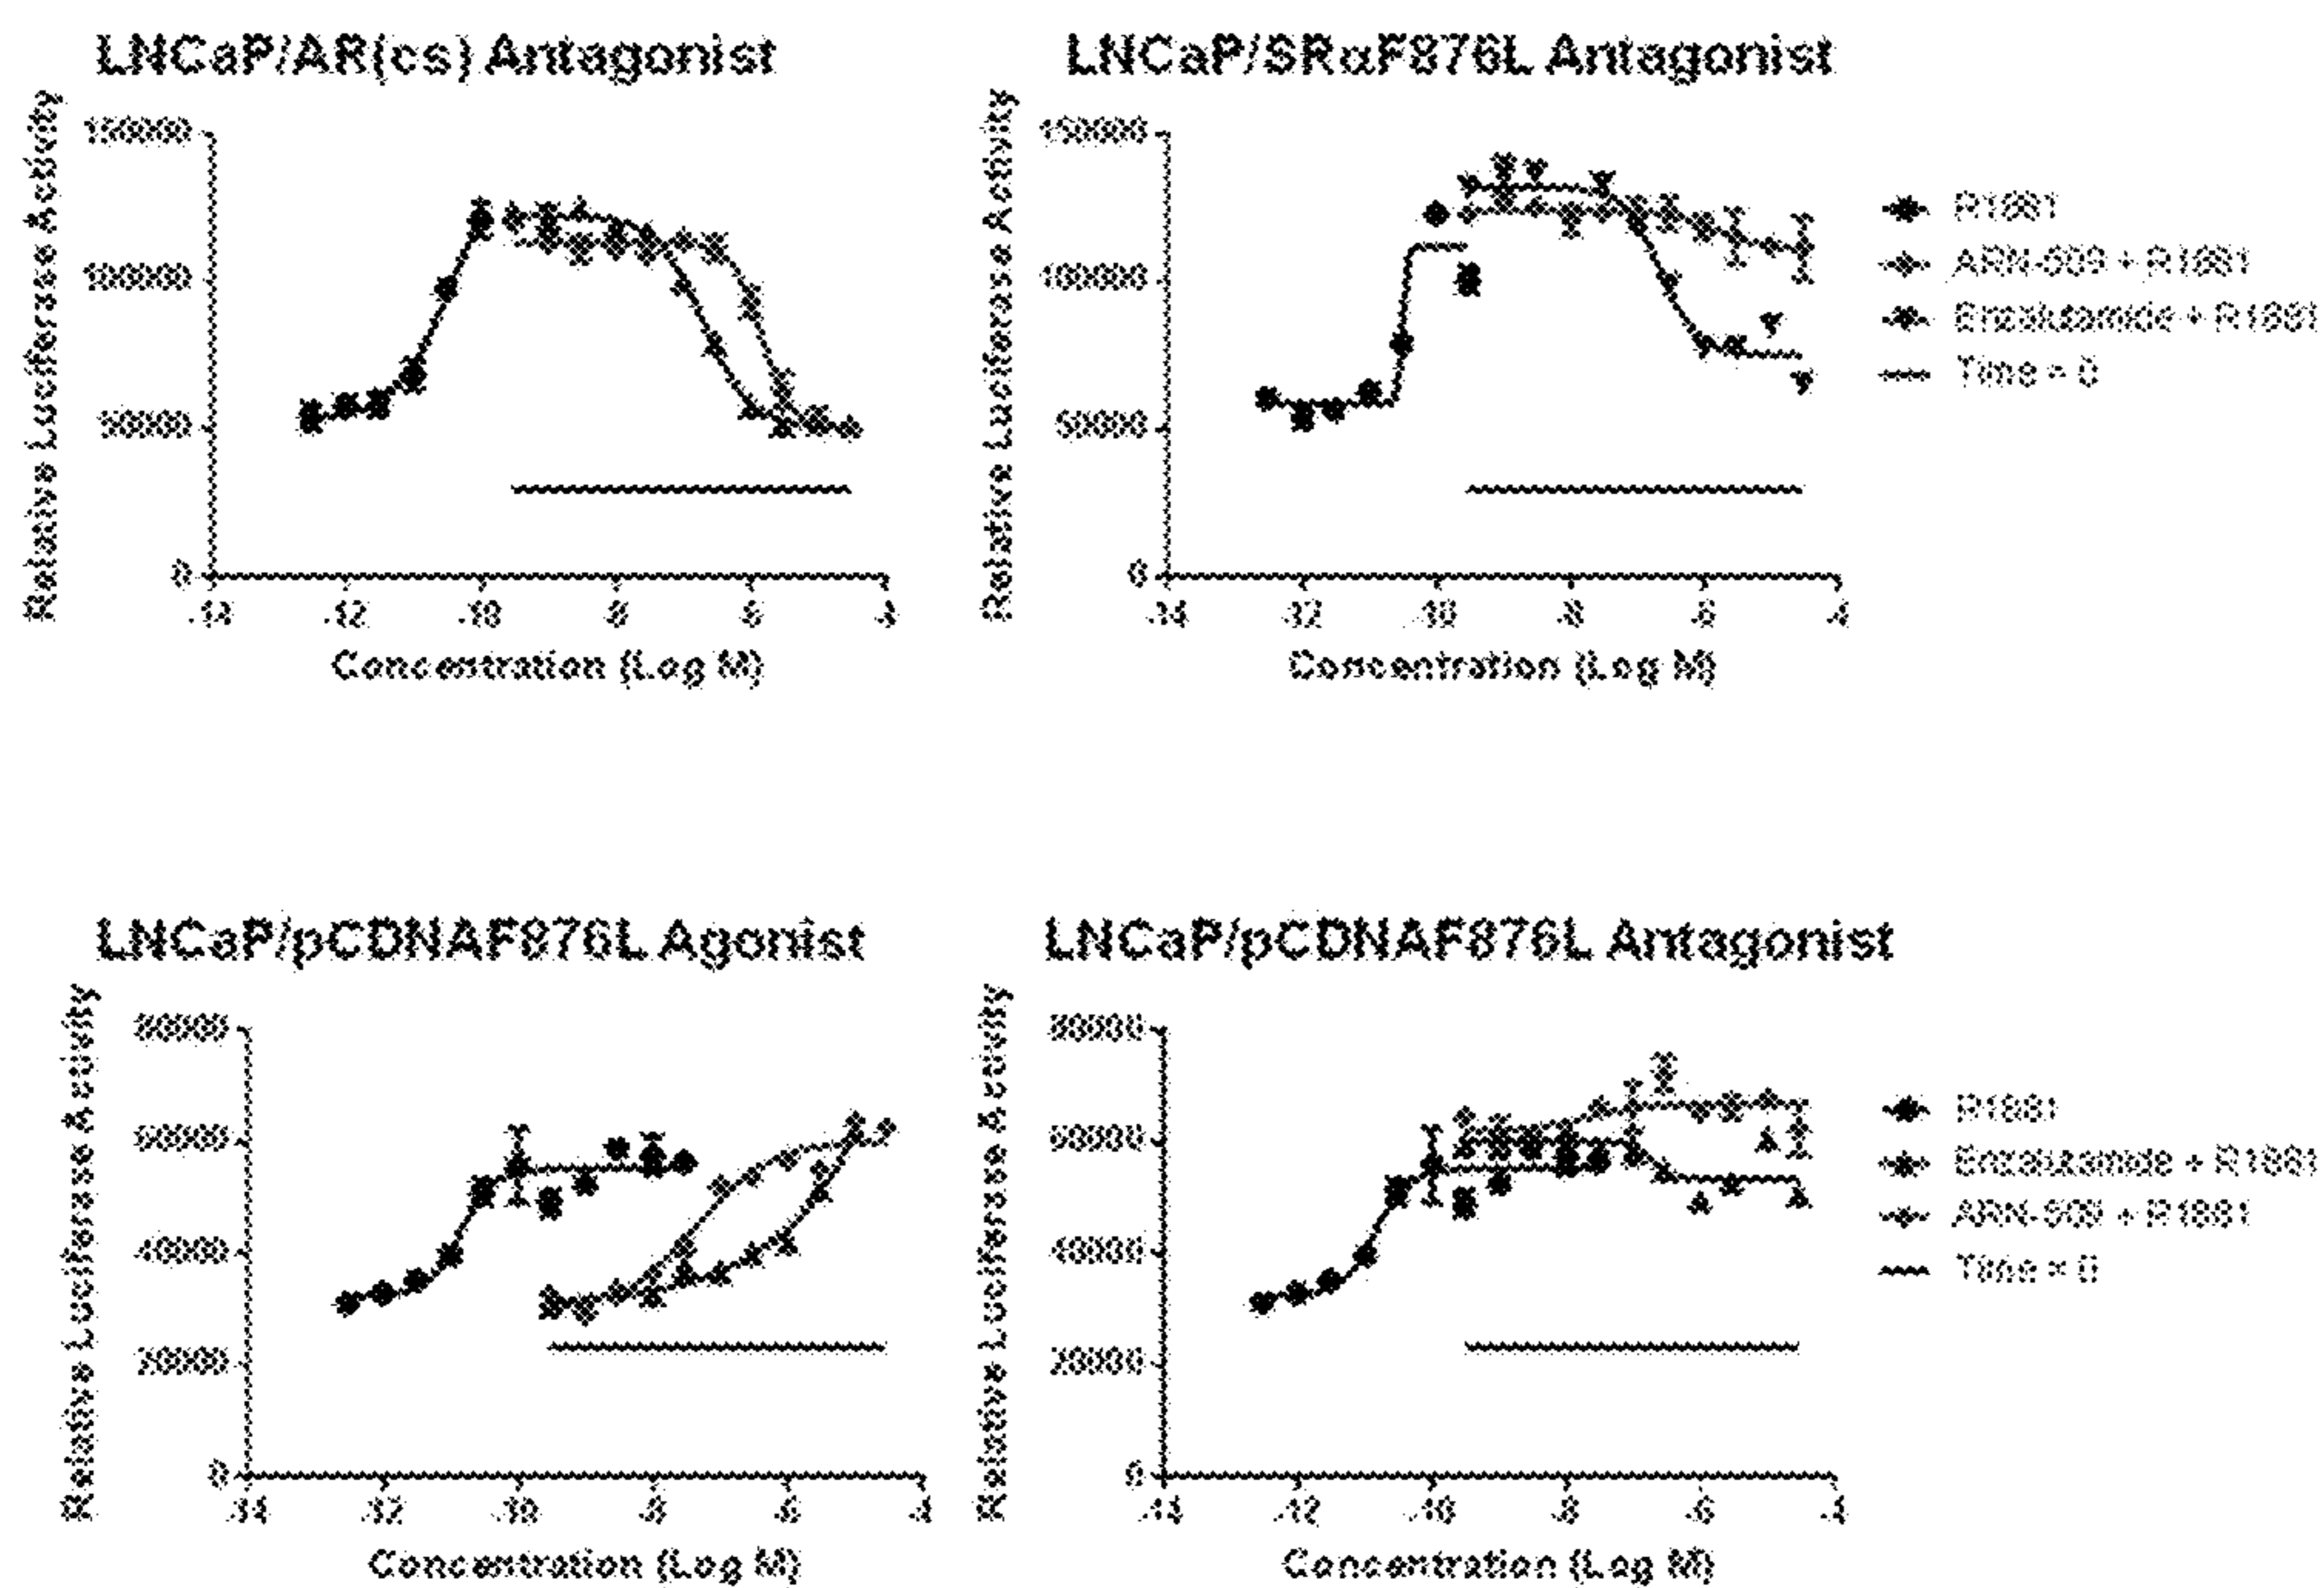 LNCaP/AR(cs) Antagonist
Relative Luciferase Activity
150000
100000
50000
0
-14 -12 -10 -8 -6 -4
Concentration (Log M)
LNCaP/SRαF876L Antagonist
Relative Luciferase Activity
150000
100000
50000
0
-14 -12 -10 -8 -6 -4
Concentration (Log M)
R1881
ARN-509 + R1881
Enzalutamide + R1881
Time = 0
LNCaP/pCDNAF876L Agonist
Relative Luciferase Activity
80000
60000
40000
20000
0
-14 -12 -10 -8 -6 -4
Concentration (Log M)
LNCaP/pCDNAF876L Antagonist
Relative Luciferase Activity
80000
60000
40000
20000
0
-14 -12 -10 -8 -6 -4
Concentration (Log M)
R1881
Enzalutamide + R1881
ARN-509 + R1881
Time = 0